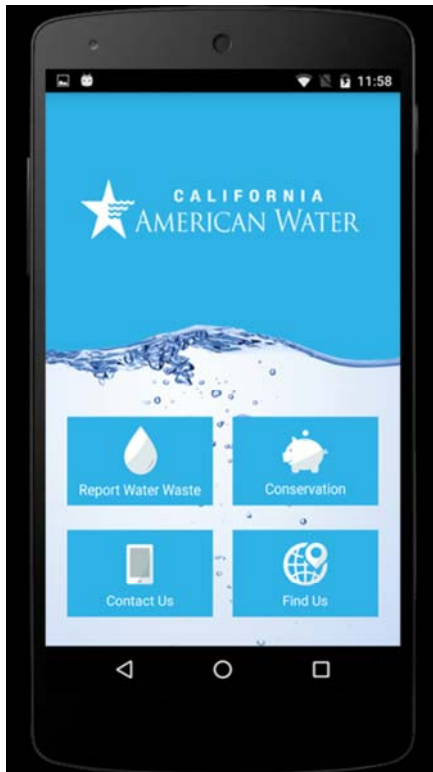 11:58
CALIFORNIA
AMERICAN WATER
Report Water Waste
Conservation
Contact Us
Find Us